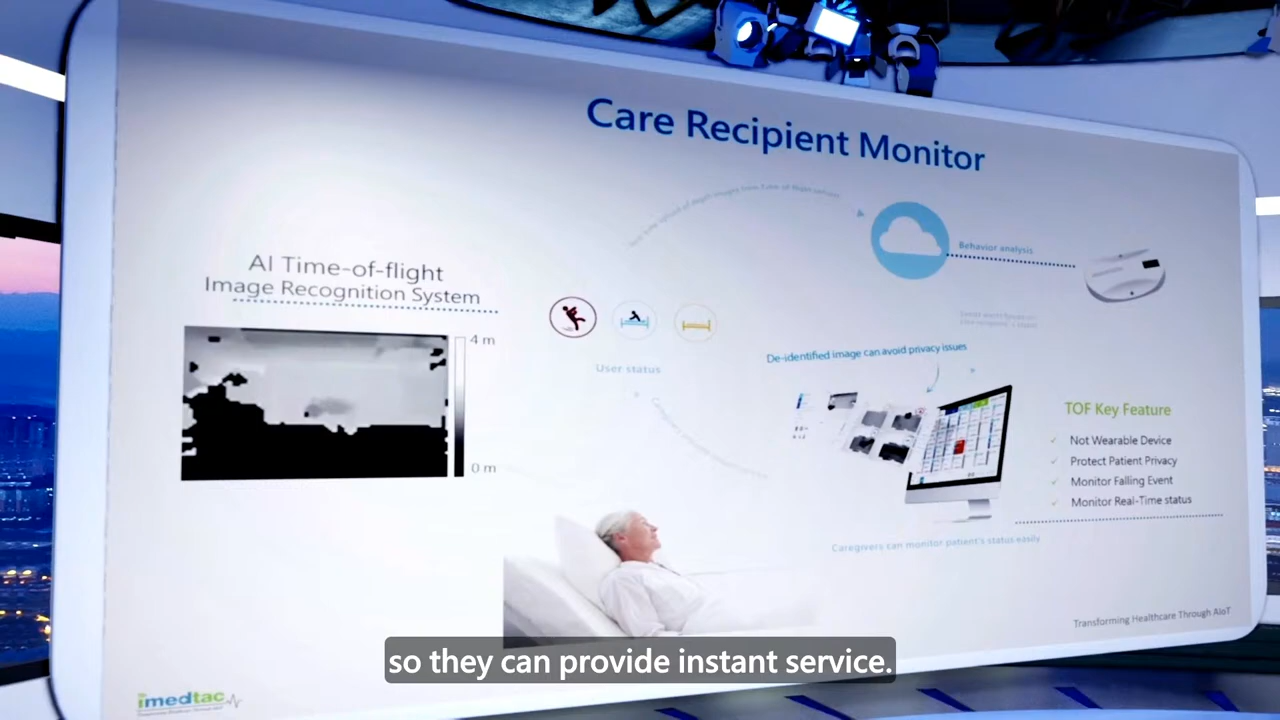 Care Recipient Monitor
AI Time-of-flight
Image Recognition System
4 m
0 m
User status
Behavior analysis
De-identified image can avoid privacy issues
TOF Key Feature
Not Wearable Device
Protect Patient Privacy
Monitor Falling Event
Monitor Real-Time status
Caregivers can monitor patient's status easily
Transforming Healthcare Through AIoT
imedtac
so they can provide instant service.